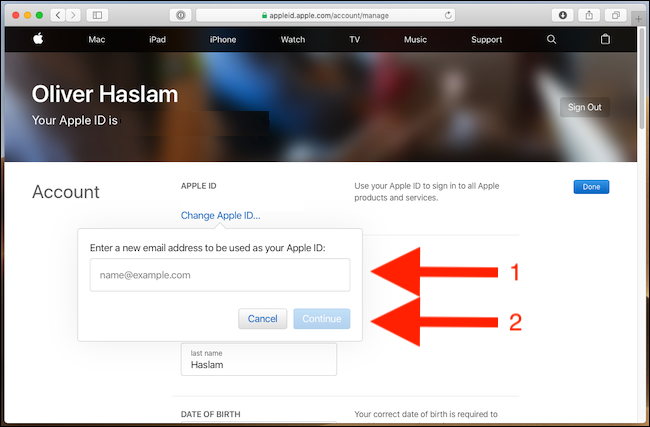 appleid.apple.com/account/manage
Mac iPad iPhone Watch TV Music Support
Oliver Haslam
Your Apple ID is
Sign Out
Account
APPLE ID
Use your Apple ID to sign in to all Apple
products and services.
Done
Change Apple ID...
Enter a new email address to be used as your Apple ID:
name@example.com
1
Cancel Continue
2
last name
Haslam
DATE OF BIRTH
Your correct date of birth is required to